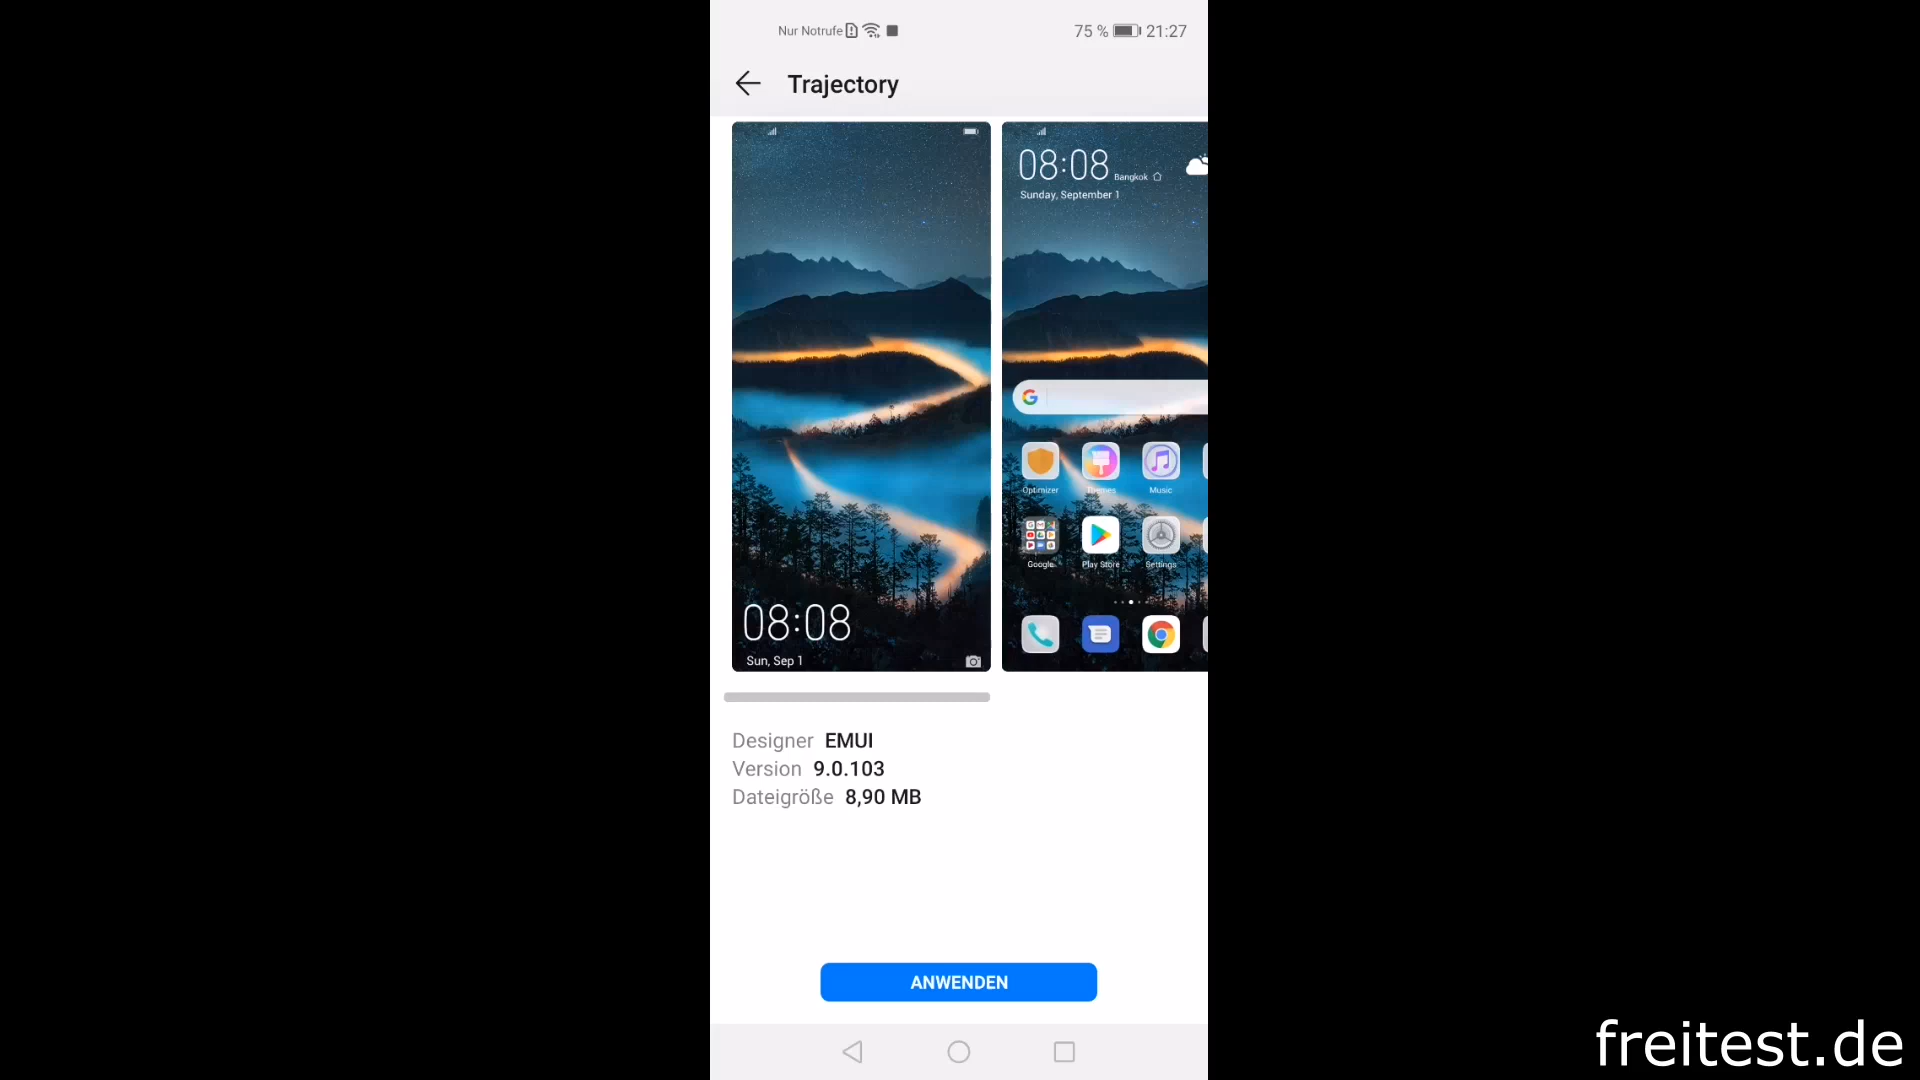 Nur Notrufe
75 % 21:27
Trajectory
08:08
Sun, Sep 1
08:08 Bangkok
Sunday, September 1
Optimizer Themes Music
Google Play Store Settings
Designer EMUI
Version 9.0.103
Dateigröße 8,90 MB
ANWENDEN
freitest.de